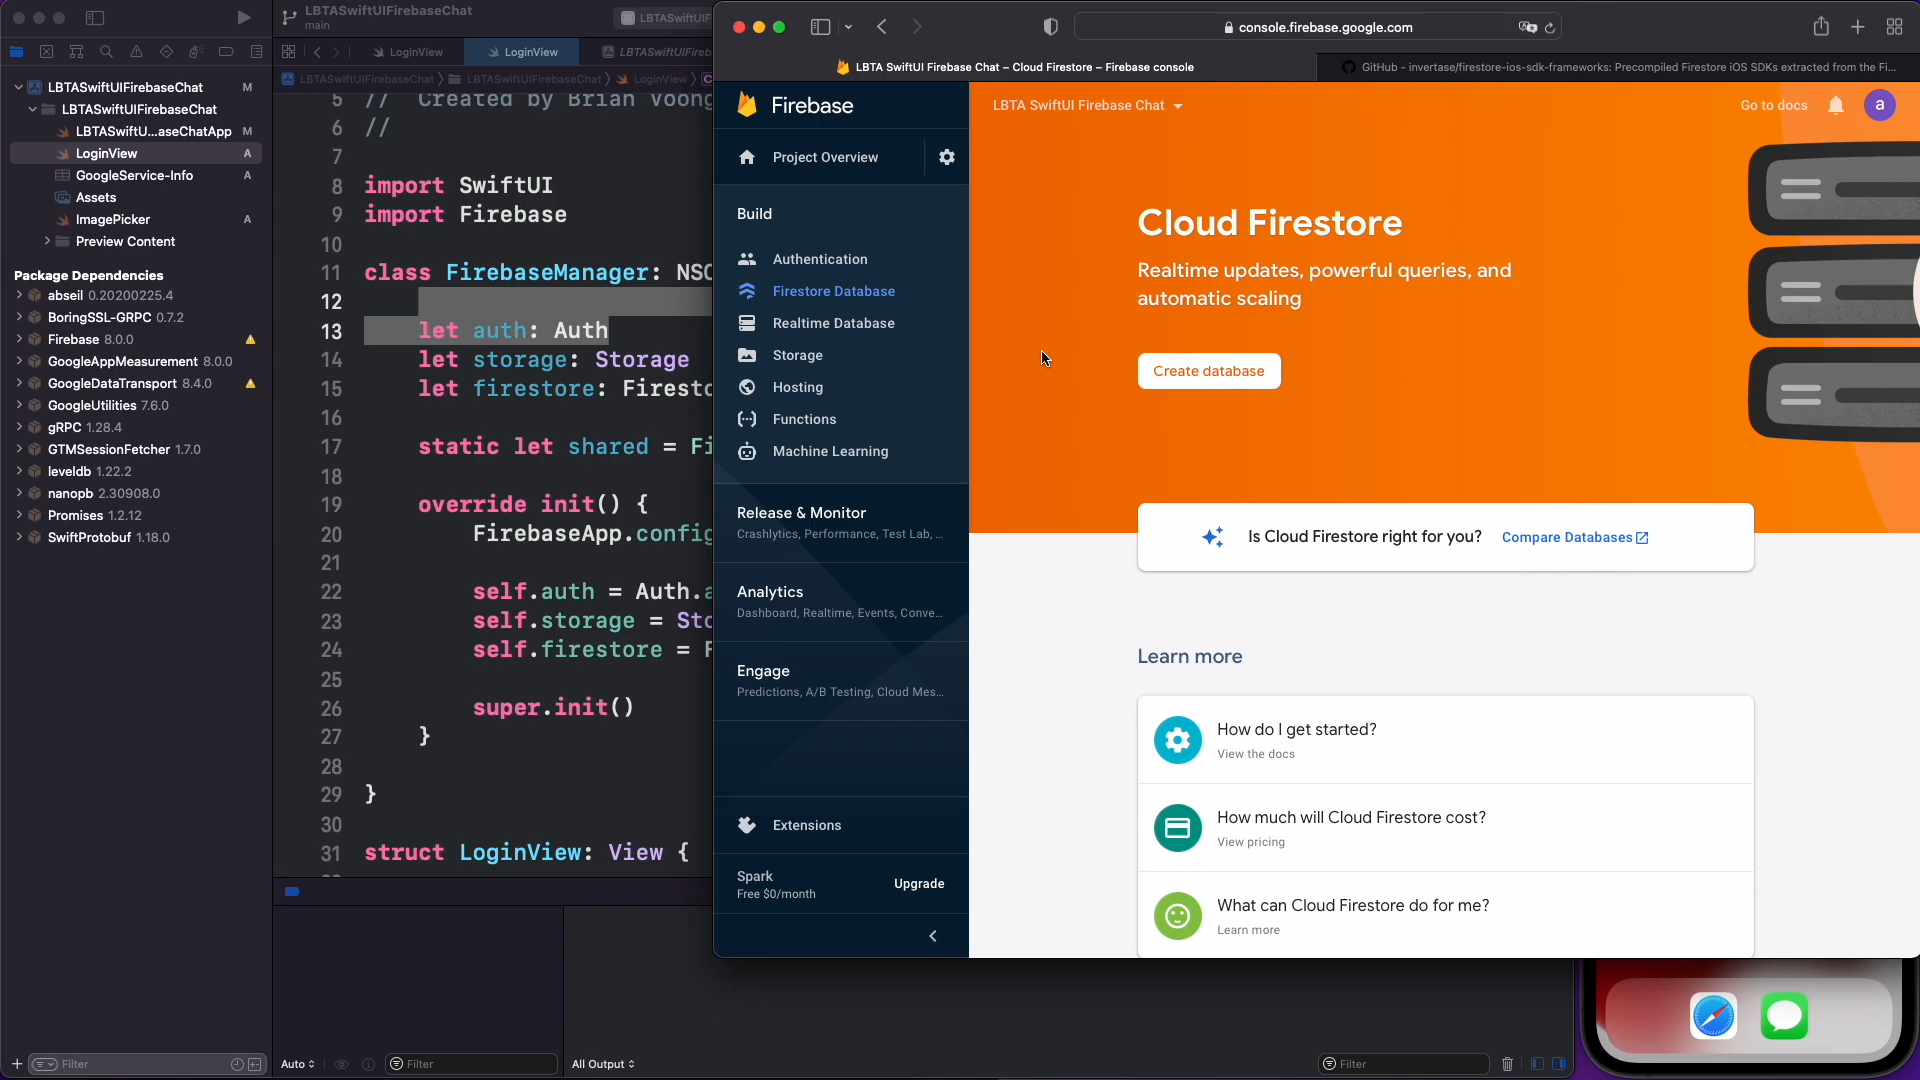 LBTASwiftUIFirebaseChat
main
LBTASwiftUIF
LoginView
LoginView
LBTASwiftUIFireb
LBTASwiftUIFirebaseChat
LBTASwiftUIFirebaseChat
LoginView
LBTASwiftUIFirebaseChat M
LBTASwiftUIFirebaseChat
LBTASwiftU...aseChatApp M
LoginView A
GoogleService-Info A
Assets
ImagePicker A
Preview Content
Package Dependencies
abseil 0.20200225.4
BoringSSL-GRPC 0.7.2
Firebase 8.0.0
GoogleAppMeasurement 8.0.0
GoogleDataTransport 8.4.0
GoogleUtilities 7.6.0
gRPC 1.28.4
GTMSessionFetcher 1.7.0
leveldb 1.22.2
nanopb 2.30908.0
Promises 1.2.12
SwiftProtobuf 1.18.0
Filter
5 // Created by Brian Voong
6 //
7
8 import SwiftUI
9 import Firebase
10
11 class FirebaseManager: NSO
12
13 let auth: Auth
14 let storage: Storage
15 let firestore: Firesto
16
17 static let shared = Fi
18
19 override init() {
20 FirebaseApp.config
21
22 self.auth = Auth.a
23 self.storage = Sto
24 self.firestore = F
25
26 super.init()
27 }
28
29 }
30
31 struct LoginView: View {
Auto
Filter
All Output
Filter
console.firebase.google.com
LBTA SwiftUI Firebase Chat – Cloud Firestore – Firebase console
GitHub - invertase/firestore-ios-sdk-frameworks: Precompiled Firestore iOS SDKs extracted from the Fi...
Firebase
Project Overview
Build
Authentication
Firestore Database
Realtime Database
Storage
Hosting
Functions
Machine Learning
Release & Monitor
Crashlytics, Performance, Test Lab, ...
Analytics
Dashboard, Realtime, Events, Conve...
Engage
Predictions, A/B Testing, Cloud Mes...
Extensions
Spark
Free $0/month
Upgrade
LBTA SwiftUI Firebase Chat
Go to docs
a
Cloud Firestore
Realtime updates, powerful queries, and
automatic scaling
Create database
Is Cloud Firestore right for you? Compare Databases
Learn more
How do I get started?
View the docs
How much will Cloud Firestore cost?
View pricing
What can Cloud Firestore do for me?
Learn more